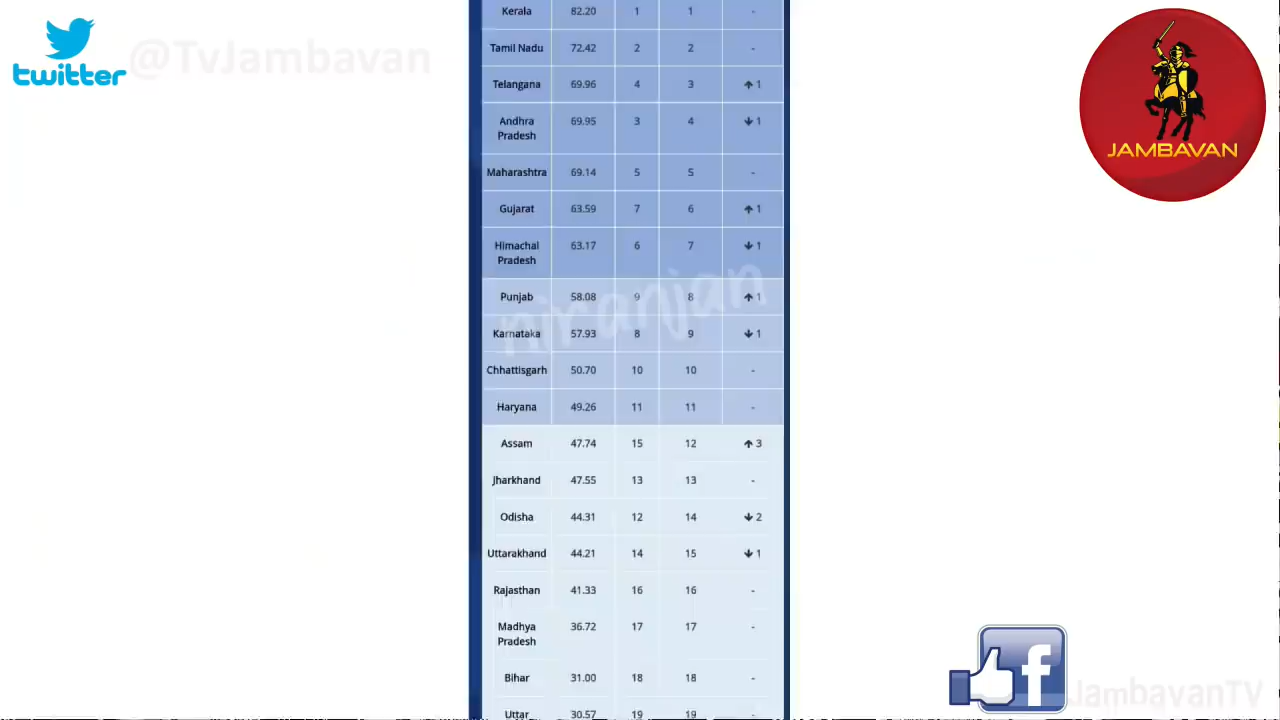 twitter @TvJambavan
JAMBAVAN
Kerala 82.20 1 1 -
Tamil Nadu 72.42 2 2 -
Telangana 69.96 4 3 ↑ 1
Andhra 69.95 3 4 ↓ 1
Pradesh
Maharashtra 69.14 5 5 -
Gujarat 63.59 7 6 ↑ 1
Himachal 63.17 6 7 ↓ 1
Pradesh
niranjan
Punjab 58.08 9 8 ↑ 1
Karnataka 57.93 8 9 ↓ 1
Chhattisgarh 50.70 10 10 -
Haryana 49.26 11 11 -
Assam 47.74 15 12 ↑ 3
Jharkhand 47.55 13 13 -
Odisha 44.31 12 14 ↓ 2
Uttarakhand 44.21 14 15 ↓ 1
Rajasthan 41.33 16 16 -
Madhya 36.72 17 17 -
Pradesh
Bihar 31.00 18 18 -
Uttar 30.57 19 19 -
f JambavanTV